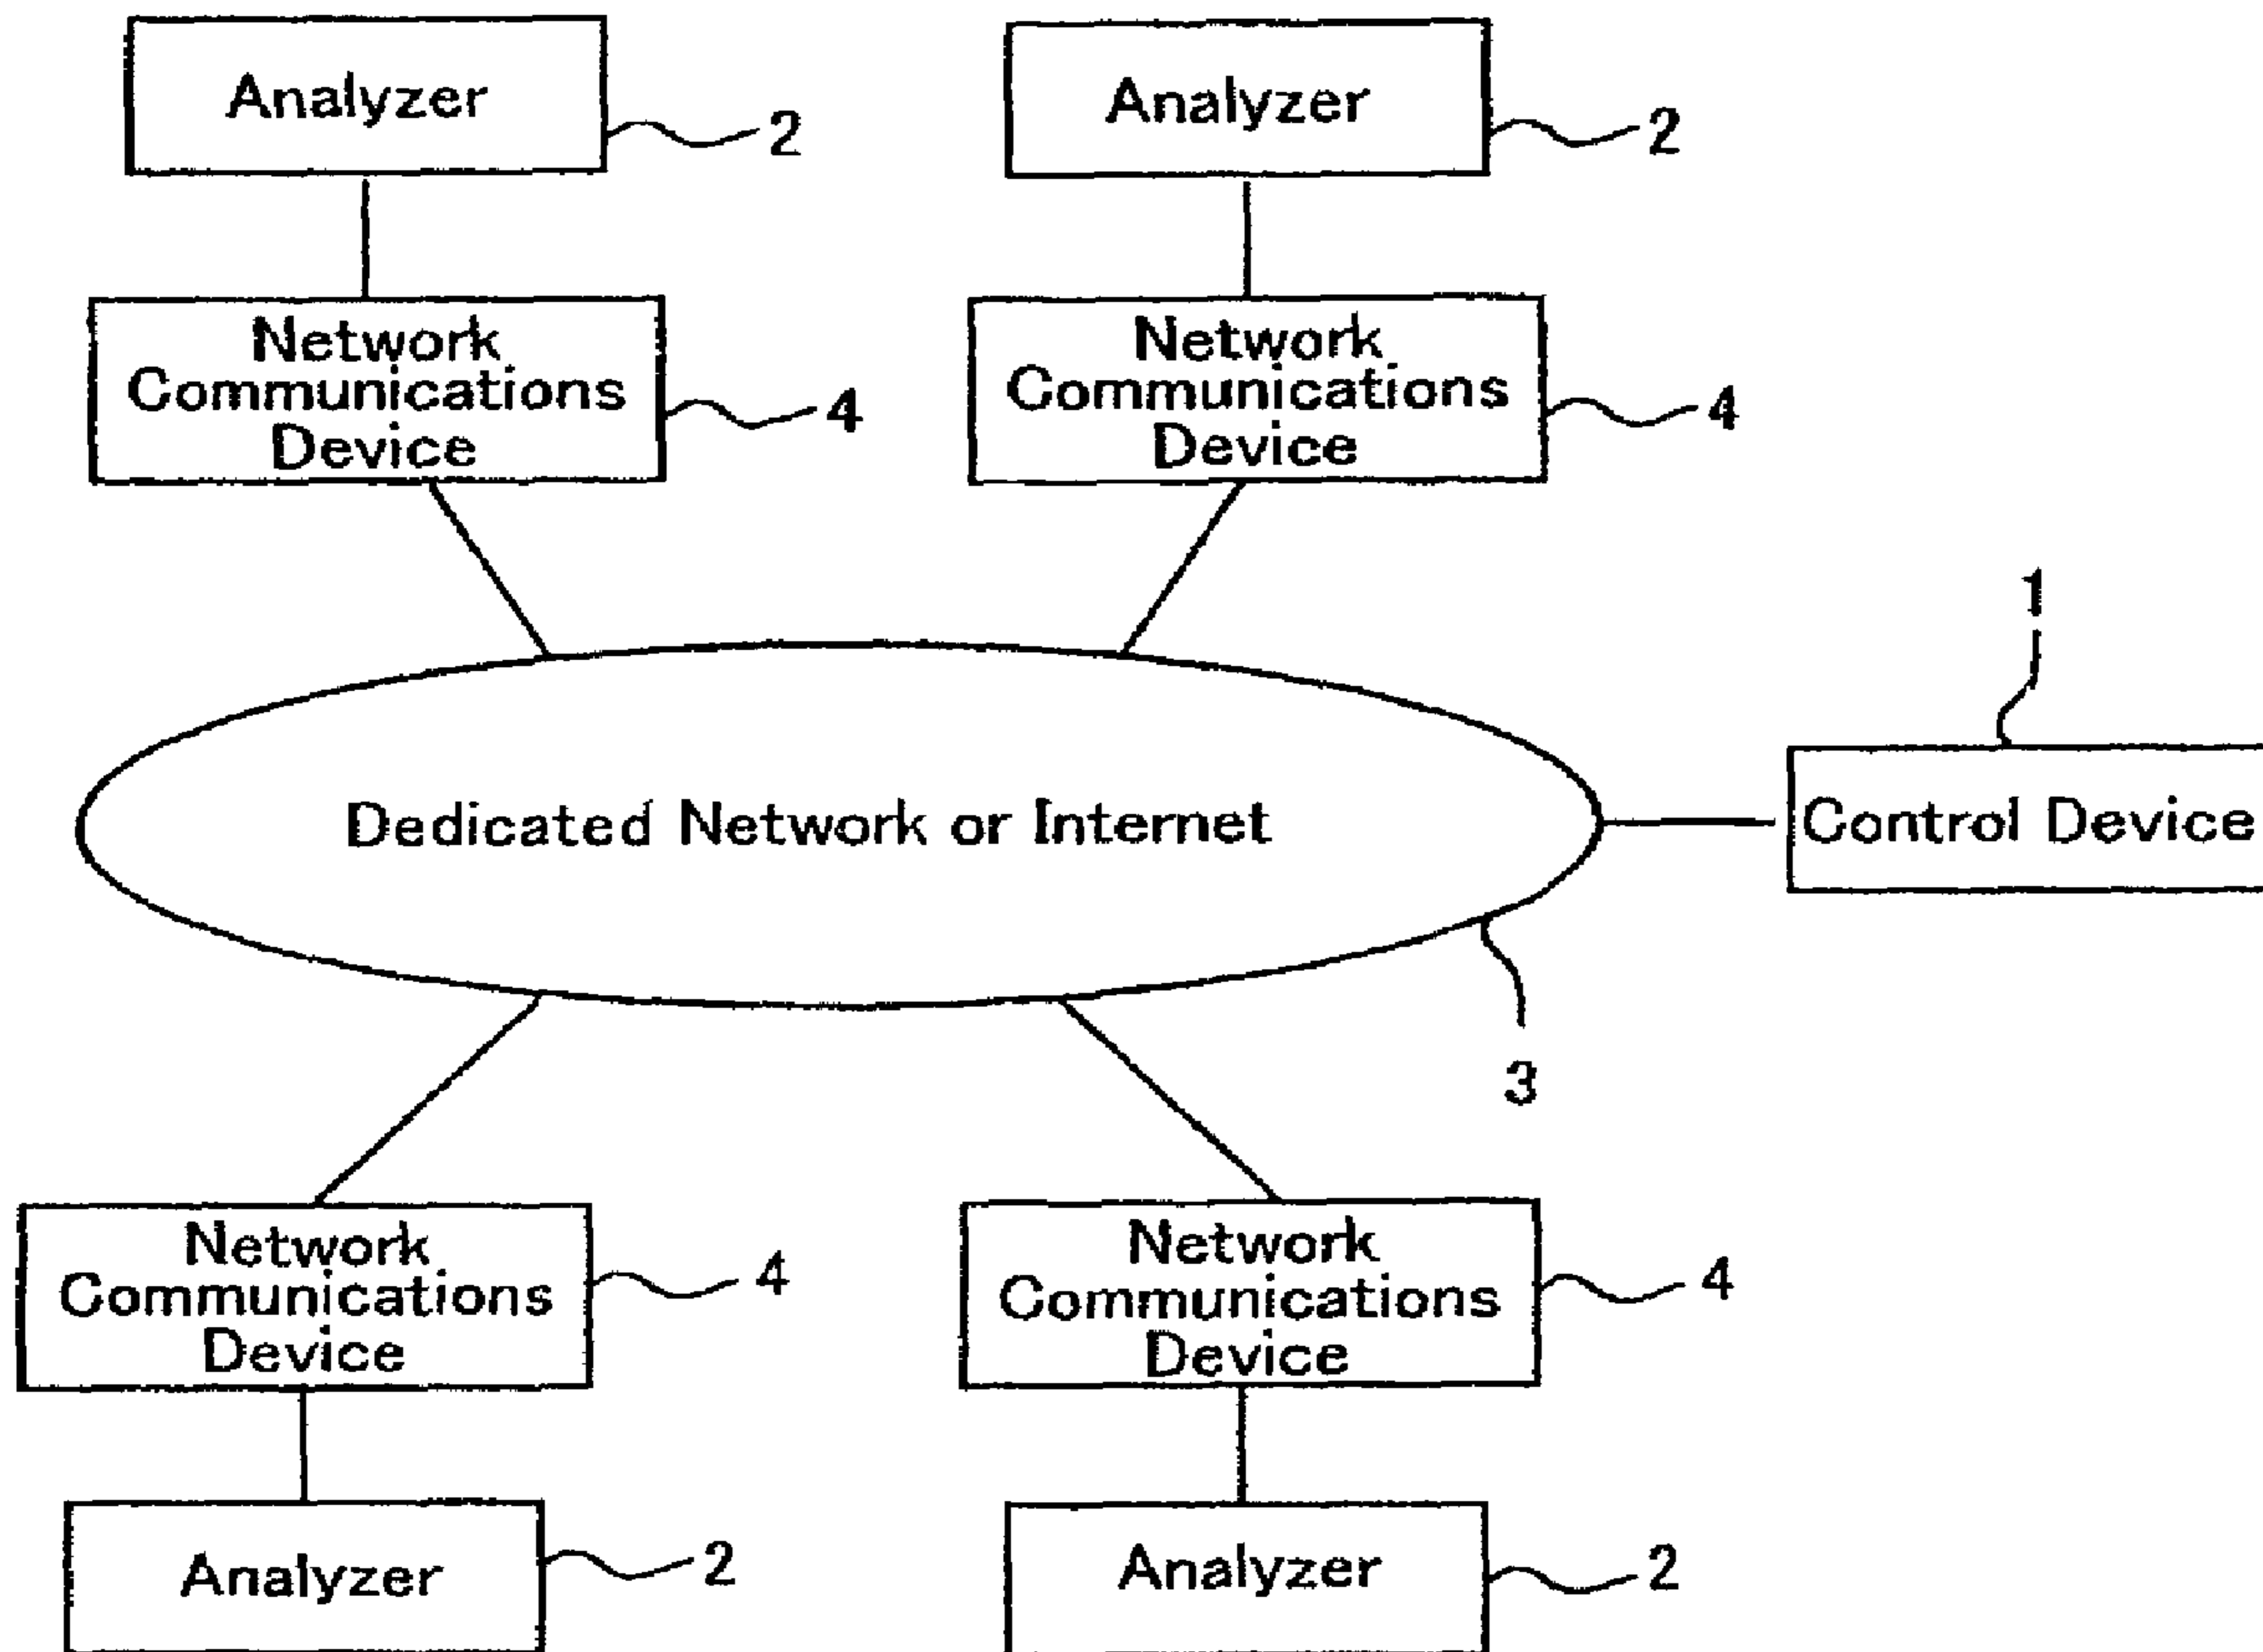 Analyzer
2
Analyzer
2
Network
Communications
Device
4
Network
Communications
Device
4
1
Dedicated Network or Internet
Control Device
3
Network
Communications
Device
4
Network
Communications
Device
4
Analyzer
2
Analyzer
2